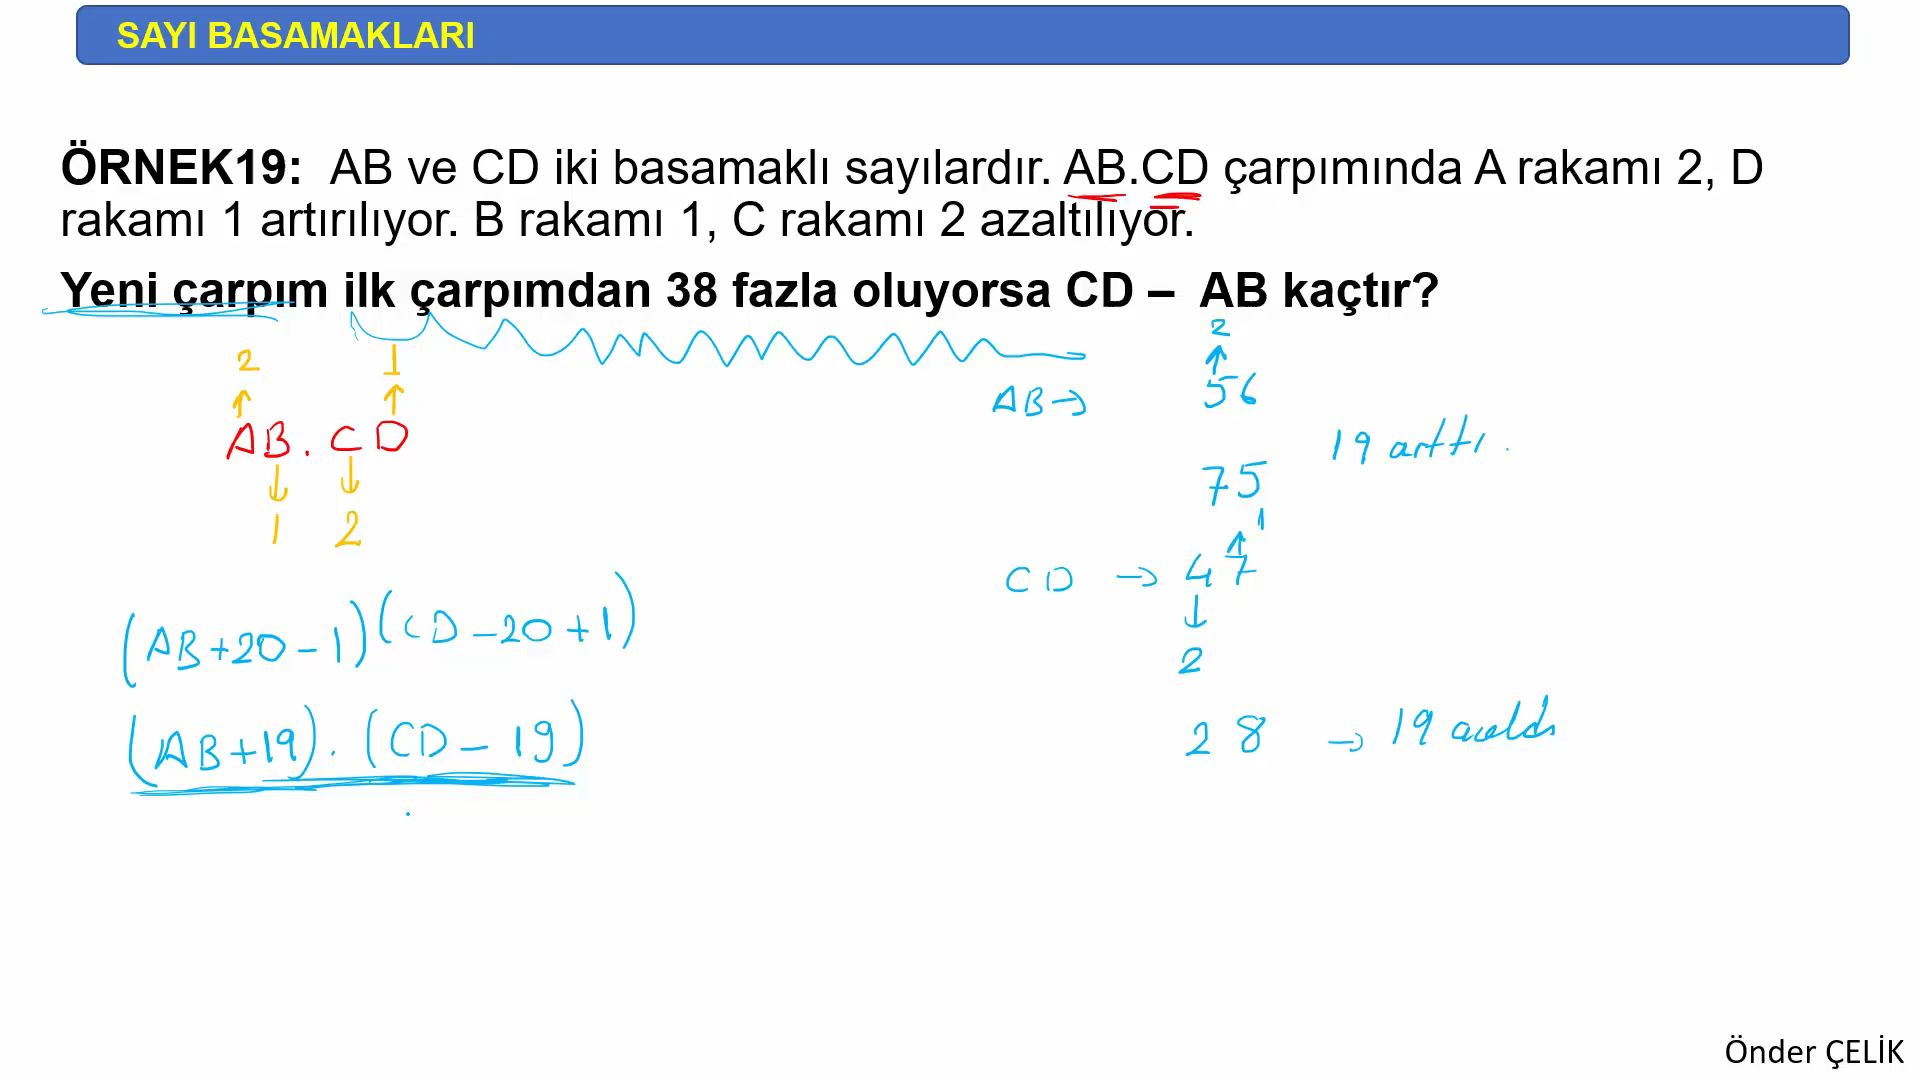 SAYI BASAMAKLARI
ÖRNEK19: AB ve CD iki basamaklı sayılardır. AB.CD çarpımında A rakamı 2, D
rakamı 1 artırılıyor. B rakamı 1, C rakamı 2 azaltılıyor.
Yeni çarpım ilk çarpımdan 38 fazla oluyorsa CD – AB kaçtır?
2 1
AB.CD
1 2
(AB+20-1)(CD-20+1)
(AB+19).(CD-19)
2
AB→ 56
19 arttı.
75
1
CD → 47
2
28 → 19 azaldı
Önder ÇELİK